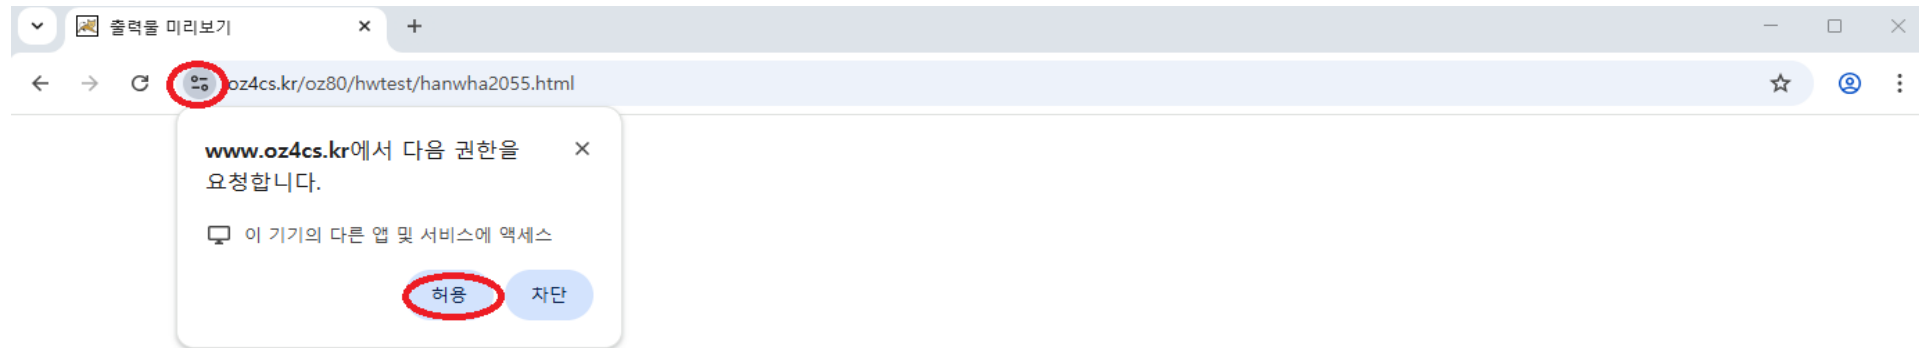 출력물 미리보기
oz4cs.kr/oz80/hwtest/hanwha2055.html
www.oz4cs.kr에서 다음 권한을
요청합니다.
이 기기의 다른 앱 및 서비스에 액세스
허용 차단